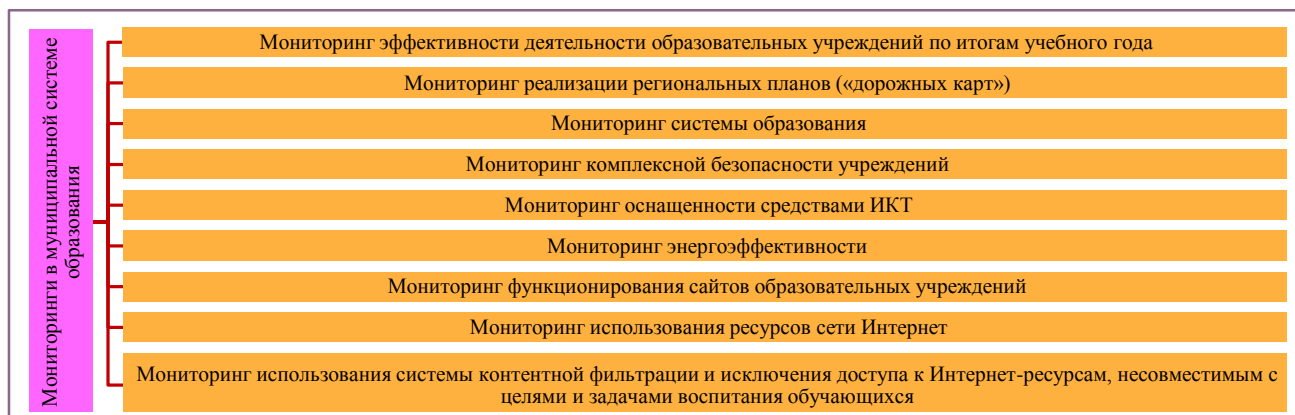 Мониторинги в муниципальной системе
образования
Мониторинг эффективности деятельности образовательных учреждений по итогам учебного года
Мониторинг реализации региональных планов («дорожных карт»)
Мониторинг системы образования
Мониторинг комплексной безопасности учреждений
Мониторинг оснащенности средствами ИКТ
Мониторинг энергоэффективности
Мониторинг функционирования сайтов образовательных учреждений
Мониторинг использования ресурсов сети Интернет
Мониторинг использования системы контентной фильтрации и исключения доступа к Интернет-ресурсам, несовместимым с
целями и задачами воспитания обучающихся